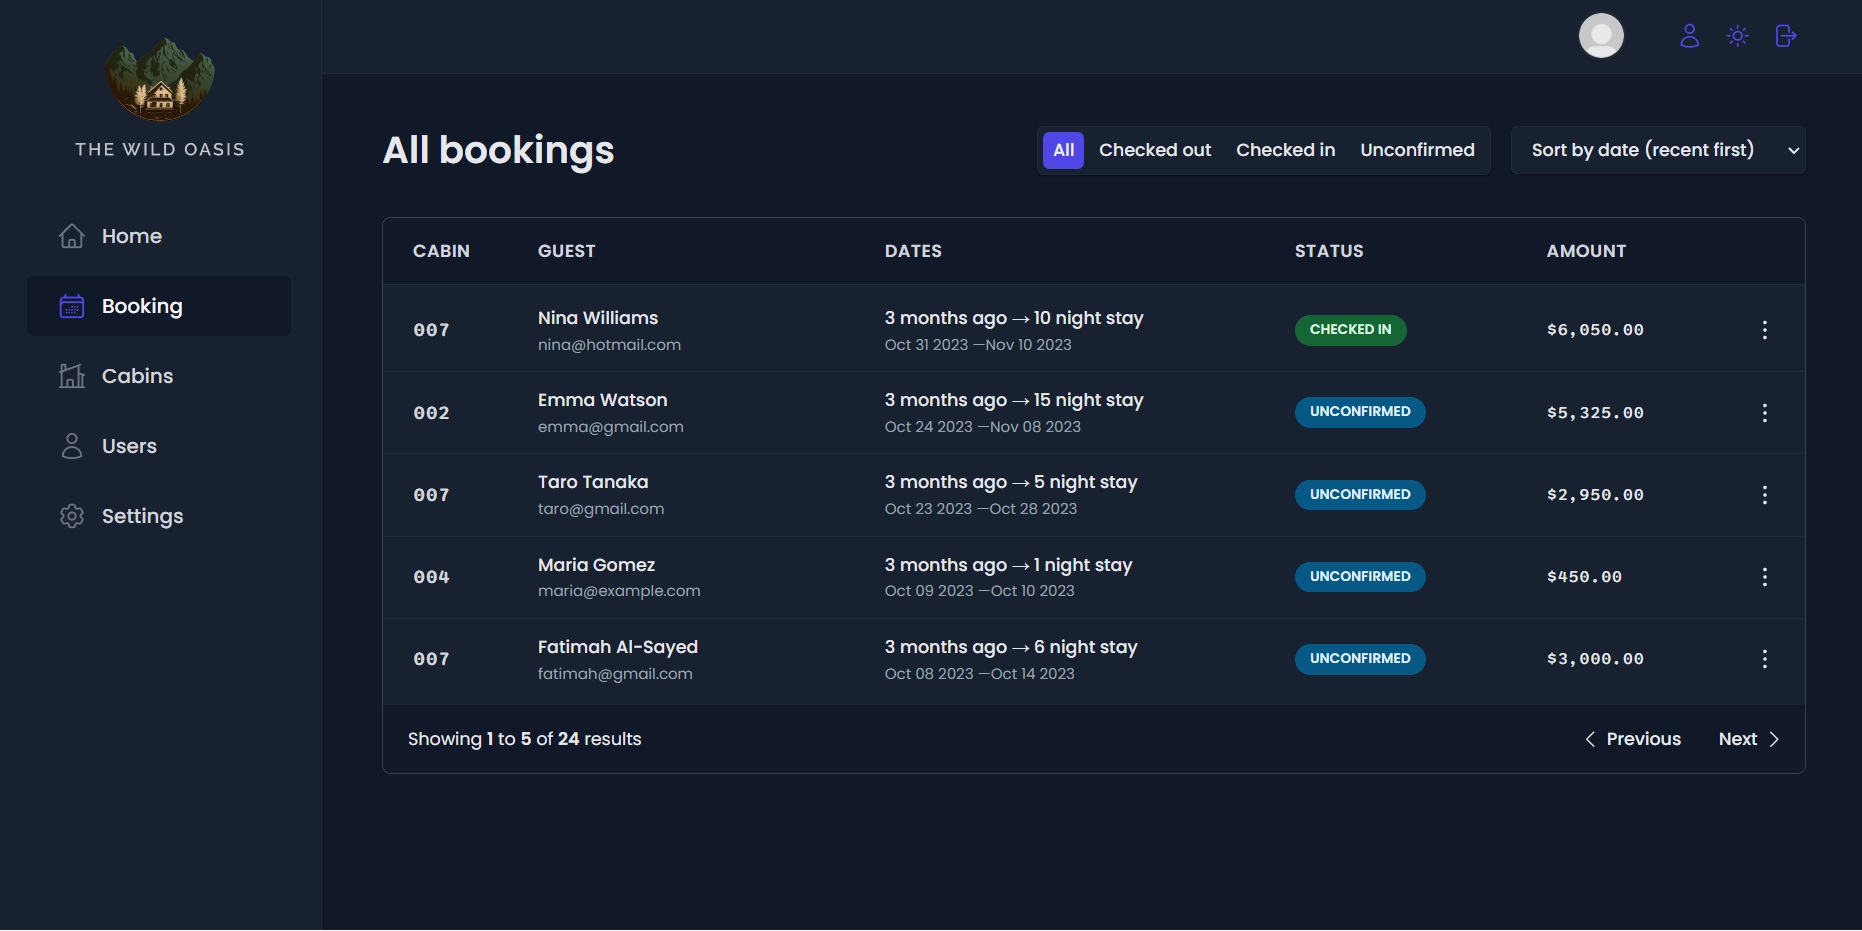 THE WILD OASIS
Home
Booking
Cabins
Users
Settings
All bookings
All Checked out Checked in Unconfirmed
Sort by date (recent first)
CABIN GUEST DATES STATUS AMOUNT
007 Nina Williams 3 months ago → 10 night stay CHECKED IN $6,050.00
nina@hotmail.com Oct 31 2023 —Nov 10 2023
002 Emma Watson 3 months ago → 15 night stay UNCONFIRMED $5,325.00
emma@gmail.com Oct 24 2023 —Nov 08 2023
007 Taro Tanaka 3 months ago → 5 night stay UNCONFIRMED $2,950.00
taro@gmail.com Oct 23 2023 —Oct 28 2023
004 Maria Gomez 3 months ago → 1 night stay UNCONFIRMED $450.00
maria@example.com Oct 09 2023 —Oct 10 2023
007 Fatimah Al-Sayed 3 months ago → 6 night stay UNCONFIRMED $3,000.00
fatimah@gmail.com Oct 08 2023 —Oct 14 2023
Showing 1 to 5 of 24 results Previous Next